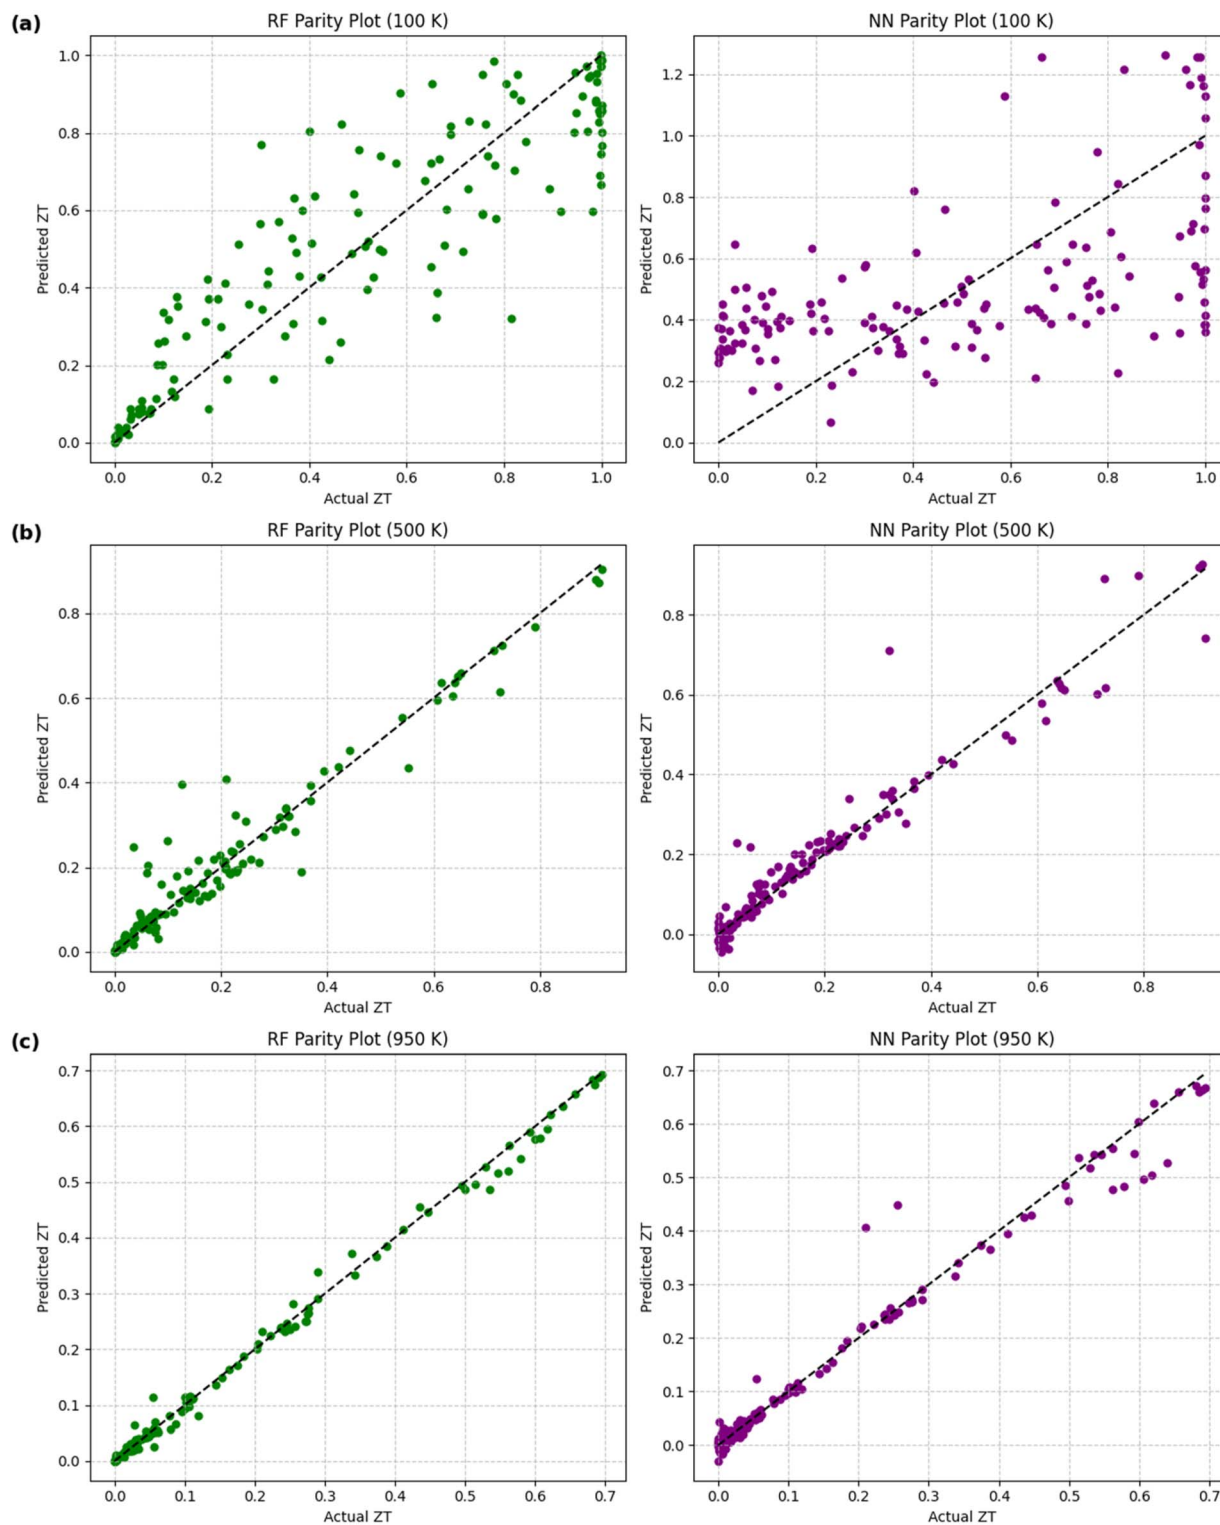 (a)
RF Parity Plot (100 K)
1.0
0.8
0.6
0.4
0.2
0.0
Predicted ZT
0.0 0.2 0.4 0.6 0.8 1.0
Actual ZT
NN Parity Plot (100 K)
1.2
1.0
0.8
0.6
0.4
0.2
0.0
Predicted ZT
0.0 0.2 0.4 0.6 0.8 1.0
Actual ZT
(b)
RF Parity Plot (500 K)
0.8
0.6
0.4
0.2
0.0
Predicted ZT
0.0 0.2 0.4 0.6 0.8
Actual ZT
NN Parity Plot (500 K)
0.8
0.6
0.4
0.2
0.0
Predicted ZT
0.0 0.2 0.4 0.6 0.8
Actual ZT
(c)
RF Parity Plot (950 K)
0.7
0.6
0.5
0.4
0.3
0.2
0.1
0.0
Predicted ZT
0.0 0.1 0.2 0.3 0.4 0.5 0.6 0.7
Actual ZT
NN Parity Plot (950 K)
0.7
0.6
0.5
0.4
0.3
0.2
0.1
0.0
Predicted ZT
0.0 0.1 0.2 0.3 0.4 0.5 0.6 0.7
Actual ZT